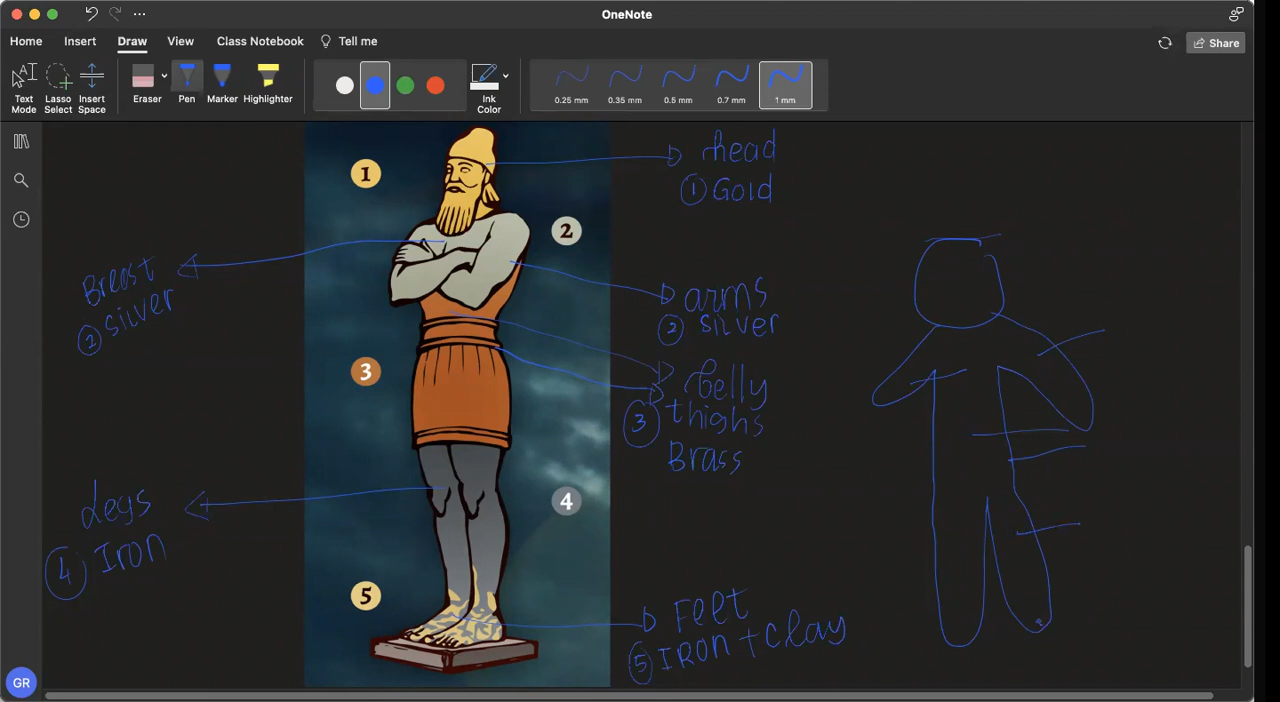 OneNote
Home Insert Draw View Class Notebook Tell me
Share
Text Mode
Lasso Select
Insert Space
Eraser
Pen
Marker
Highlighter
Ink Color
0.25 mm
0.35 mm
0.5 mm
0.7 mm
1 mm
1
head
① Gold
2
Breast
② silver
arms
② silver
3
belly
③ thighs
Brass
Legs
④ Iron
4
5
Feet
⑤ IRON + clay
GR